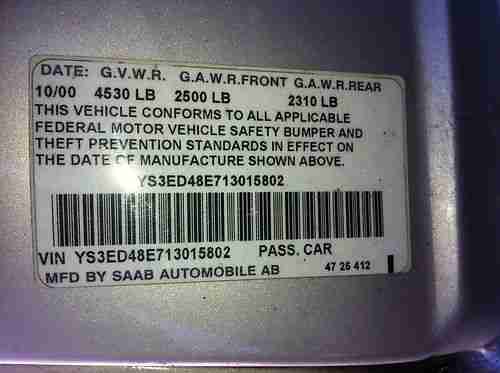 DATE: G.V.W.R. G.A.W.R.FRONT G.A.W.R.REAR
10/00 4530 LB 2500 LB 2310 LB
THIS VEHICLE CONFORMS TO ALL APPLICABLE
FEDERAL MOTOR VEHICLE SAFETY BUMPER AND
THEFT PREVENTION STANDARDS IN EFFECT ON
THE DATE OF MANUFACTURE SHOWN ABOVE.
YS3ED48E713015802
VIN YS3ED48E713015802 PASS. CAR
MFD BY SAAB AUTOMOBILE AB 47 25 412